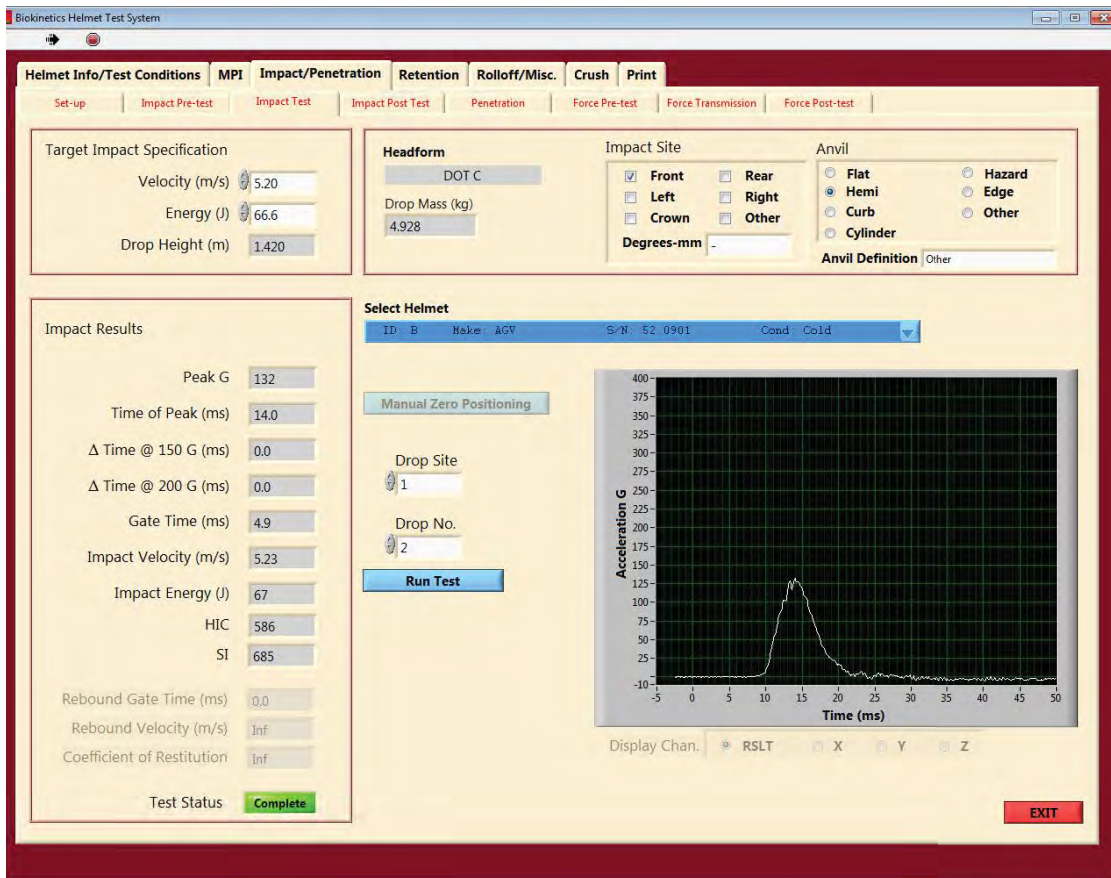 Biokinetics Helmet Test System
Helmet Info/Test Conditions MPI Impact/Penetration Retention Rolloff/Misc. Crush Print
Set-up Impact Pre-test Impact Test Impact Post Test Penetration Force Pre-test Force Transmission Force Post-test
Target Impact Specification
Velocity (m/s) 5.20
Energy (J) 66.6
Drop Height (m) 1.420
Headform
DOT C
Drop Mass (kg)
4.928
Impact Site
Front Rear
Left Right
Crown Other
Degrees-mm -
Anvil
Flat Hazard
Hemi Edge
Curb Other
Cylinder
Anvil Definition Other
Impact Results
Peak G 132
Time of Peak (ms) 14.0
Δ Time @ 150 G (ms) 0.0
Δ Time @ 200 G (ms) 0.0
Gate Time (ms) 4.9
Impact Velocity (m/s) 5.23
Impact Energy (J) 67
HIC 586
SI 685
Rebound Gate Time (ms) 0.0
Rebound Velocity (m/s) Inf
Coefficient of Restitution Inf
Test Status Complete
Select Helmet
ID: B Make: AGV S/N: 52 0901 Cond: Cold
Manual Zero Positioning
Drop Site
1
Drop No.
2
Run Test
Acceleration G
400
375
350
325
300
275
250
225
200
175
150
125
100
75
50
25
-10
-5 0 5 10 15 20 25 30 35 40 45 50
Time (ms)
Display Chan. RSLT X Y Z
EXIT